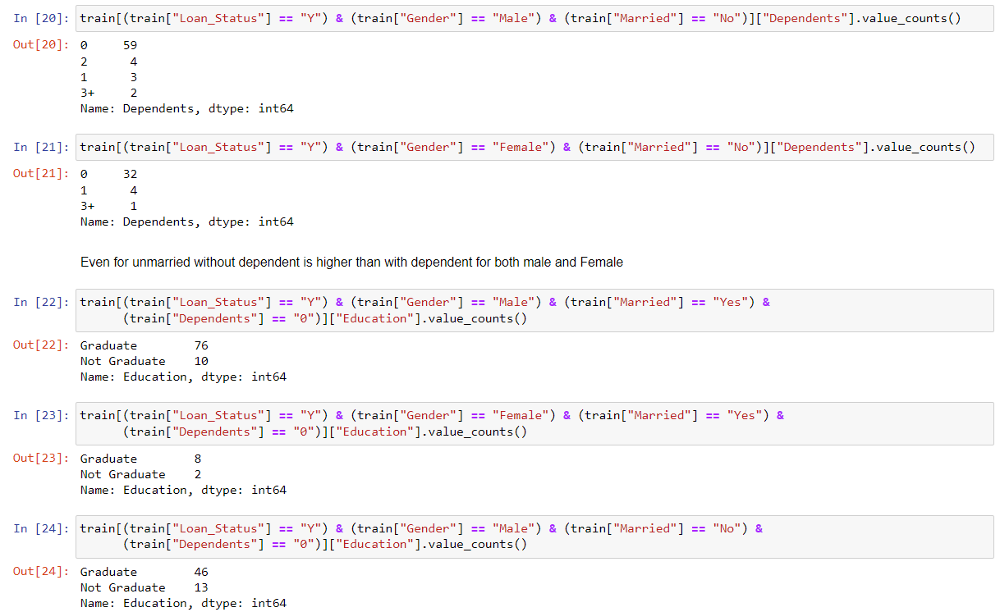 In [20]: train[(train["Loan_Status"] == "Y") & (train["Gender"] == "Male") & (train["Married"] == "No")]["Dependents"].value_counts()
Out[20]: 0     59
2      4
1      3
3+     2
Name: Dependents, dtype: int64
In [21]: train[(train["Loan_Status"] == "Y") & (train["Gender"] == "Female") & (train["Married"] == "No")]["Dependents"].value_counts()
Out[21]: 0     32
1      4
3+     1
Name: Dependents, dtype: int64
Even for unmarried without dependent is higher than with dependent for both male and Female
In [22]: train[(train["Loan_Status"] == "Y") & (train["Gender"] == "Male") & (train["Married"] == "Yes") &
(train["Dependents"] == "0")]["Education"].value_counts()
Out[22]: Graduate        76
Not Graduate    10
Name: Education, dtype: int64
In [23]: train[(train["Loan_Status"] == "Y") & (train["Gender"] == "Female") & (train["Married"] == "Yes") &
(train["Dependents"] == "0")]["Education"].value_counts()
Out[23]: Graduate        8
Not Graduate    2
Name: Education, dtype: int64
In [24]: train[(train["Loan_Status"] == "Y") & (train["Gender"] == "Male") & (train["Married"] == "No") &
(train["Dependents"] == "0")]["Education"].value_counts()
Out[24]: Graduate        46
Not Graduate    13
Name: Education, dtype: int64